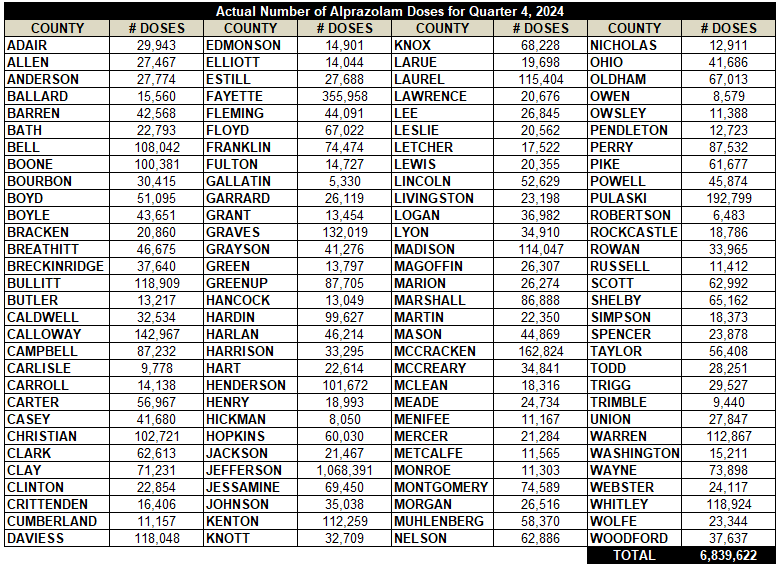 Actual Number of Alprazolam Doses for Quarter 4, 2024
COUNTY # DOSES COUNTY # DOSES COUNTY # DOSES COUNTY # DOSES
ADAIR 29,943 EDMONSON 14,901 KNOX 68,228 NICHOLAS 12,911
ALLEN 27,467 ELLIOTT 14,044 LARUE 19,698 OHIO 41,686
ANDERSON 27,774 ESTILL 27,688 LAUREL 115,404 OLDHAM 67,013
BALLARD 15,560 FAYETTE 355,958 LAWRENCE 20,676 OWEN 8,579
BARREN 42,568 FLEMING 44,091 LEE 26,845 OWSLEY 11,388
BATH 22,793 FLOYD 67,022 LESLIE 20,562 PENDLETON 12,723
BELL 108,042 FRANKLIN 74,474 LETCHER 17,522 PERRY 87,532
BOONE 100,381 FULTON 14,727 LEWIS 20,355 PIKE 61,677
BOURBON 30,415 GALLATIN 5,330 LINCOLN 52,629 POWELL 45,874
BOYD 51,095 GARRARD 26,119 LIVINGSTON 23,198 PULASKI 192,799
BOYLE 43,651 GRANT 13,454 LOGAN 36,982 ROBERTSON 6,483
BRACKEN 20,860 GRAVES 132,019 LYON 34,910 ROCKCASTLE 18,786
BREATHITT 46,675 GRAYSON 41,276 MADISON 114,047 ROWAN 33,965
BRECKINRIDGE 37,640 GREEN 13,797 MAGOFFIN 26,307 RUSSELL 11,412
BULLITT 118,909 GREENUP 87,705 MARION 26,274 SCOTT 62,992
BUTLER 13,217 HANCOCK 13,049 MARSHALL 86,888 SHELBY 65,162
CALDWELL 32,534 HARDIN 99,627 MARTIN 22,350 SIMPSON 18,373
CALLOWAY 142,967 HARLAN 46,214 MASON 44,869 SPENCER 23,878
CAMPBELL 87,232 HARRISON 33,295 MCCRACKEN 162,824 TAYLOR 56,408
CARLISLE 9,778 HART 22,614 MCCREARY 34,841 TODD 28,251
CARROLL 14,138 HENDERSON 101,672 MCLEAN 18,316 TRIGG 29,527
CARTER 56,967 HENRY 18,993 MEADE 24,734 TRIMBLE 9,440
CASEY 41,680 HICKMAN 8,050 MENIFEE 11,167 UNION 27,847
CHRISTIAN 102,721 HOPKINS 60,030 MERCER 21,284 WARREN 112,867
CLARK 62,613 JACKSON 21,467 METCALFE 11,565 WASHINGTON 15,211
CLAY 71,231 JEFFERSON 1,068,391 MONROE 11,303 WAYNE 73,898
CLINTON 22,854 JESSAMINE 69,450 MONTGOMERY 74,589 WEBSTER 24,117
CRITTENDEN 16,406 JOHNSON 35,038 MORGAN 26,516 WHITLEY 118,924
CUMBERLAND 11,157 KENTON 112,259 MUHLENBERG 58,370 WOLFE 23,344
DAVIESS 118,048 KNOTT 32,709 NELSON 62,886 WOODFORD 37,637
TOTAL 6,839,622